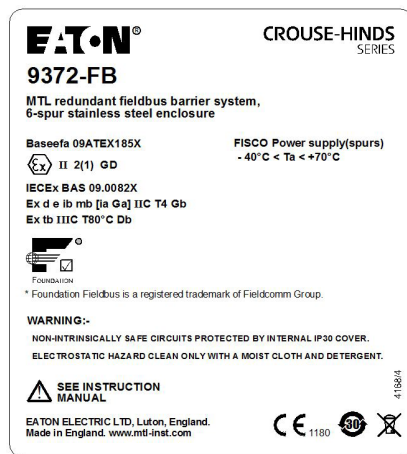 EATON®
CROUSE-HINDS
SERIES
9372-FB
MTL redundant fieldbus barrier system,
6-spur stainless steel enclosure
Baseefa 09ATEX185X
FISCO Power supply(spurs)
Ex II 2(1) GD
- 40°C < Ta < +70°C
IECEx BAS 09.0082X
Ex d e ib mb [ia Ga] IIC T4 Gb
Ex tb IIIC T80°C Db
FOUNDATION
* Foundation Fieldbus is a registered trademark of Fieldcomm Group.
WARNING:-
NON-INTRINSICALLY SAFE CIRCUITS PROTECTED BY INTERNAL IP30 COVER.
ELECTROSTATIC HAZARD CLEAN ONLY WITH A MOIST CLOTH AND DETERGENT.
SEE INSTRUCTION
MANUAL
4168/4
EATON ELECTRIC LTD, Luton, England.
Made in England. www.mtl-inst.com
CE 1180
30